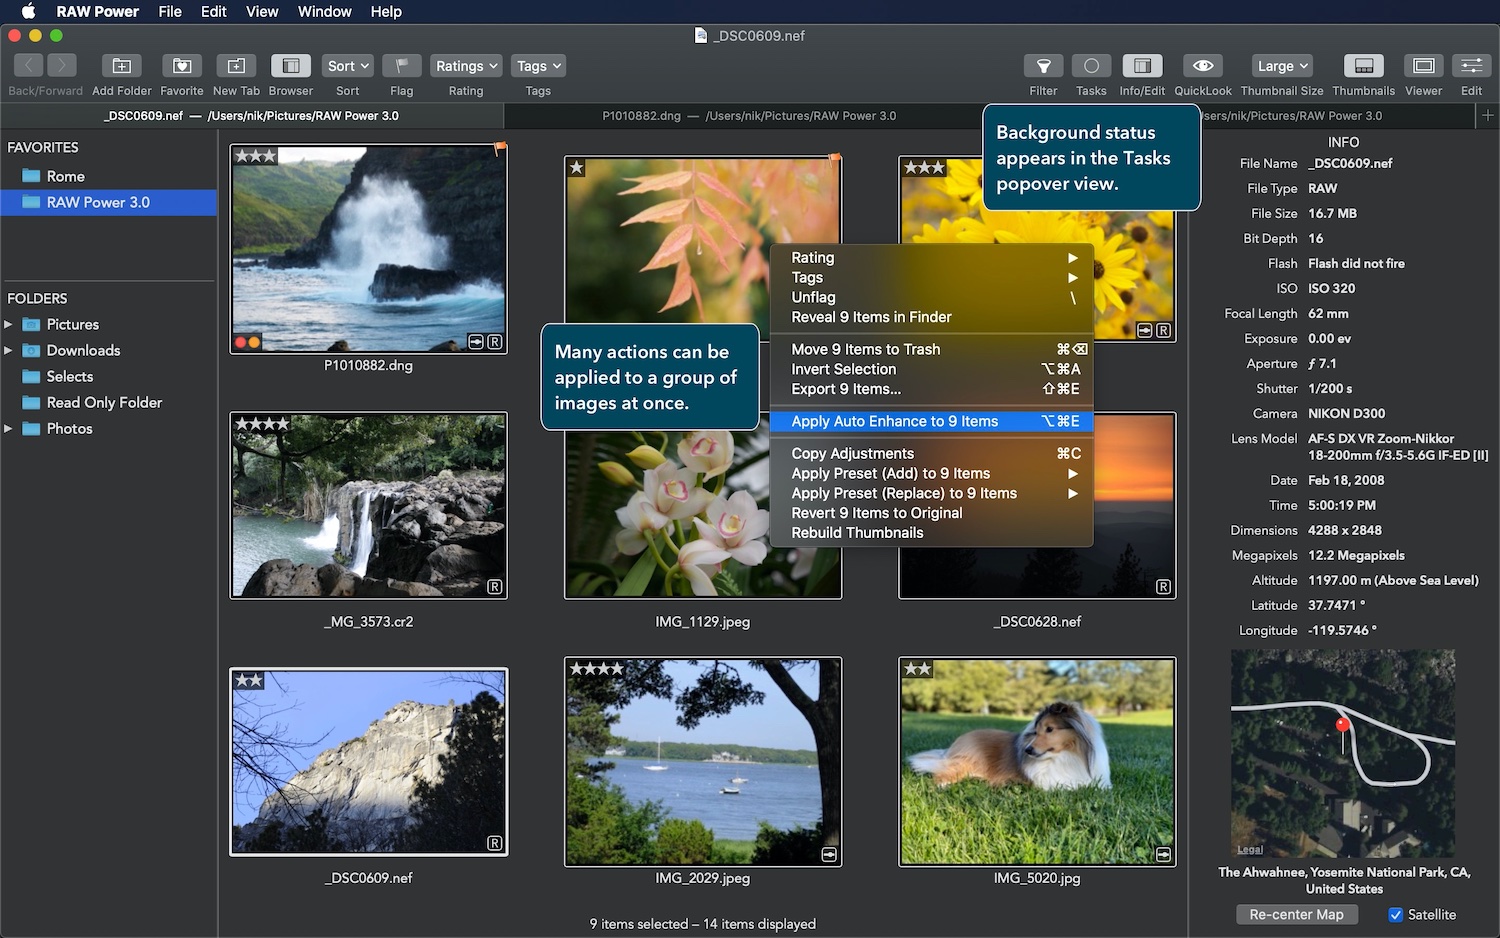 RAW Power File Edit View Window Help
_DSC0609.nef
Sort Ratings Tags Large
Back/Forward Add Folder Favorite New Tab Browser Sort Flag Rating Tags Filter Tasks Info/Edit QuickLook Thumbnail Size Thumbnails Viewer Edit
_DSC0609.nef — /Users/nik/Pictures/RAW Power 3.0
P1010882.dng — /Users/nik/Pictures/RAW Power 3.0
sers/nik/Pictures/RAW Power 3.0
FAVORITES
Rome
RAW Power 3.0
FOLDERS
Pictures
Downloads
Selects
Read Only Folder
Photos
Background status
appears in the Tasks
popover view.
Many actions can be
applied to a group of
images at once.
R
P1010882.dng
R
Rating
Tags
Unflag \
Reveal 9 Items in Finder
Move 9 Items to Trash ⌘⌫
Invert Selection ⌥⌘A
Export 9 Items... ⇧⌘E
Apply Auto Enhance to 9 Items ⌥⌘E
Copy Adjustments ⌘C
Apply Preset (Add) to 9 Items
Apply Preset (Replace) to 9 Items
Revert 9 Items to Original
Rebuild Thumbnails
R
_MG_3573.cr2
IMG_1129.jpeg
R
_DSC0628.nef
R
_DSC0609.nef
IMG_2029.jpeg
IMG_5020.jpg
9 items selected – 14 items displayed
INFO
File Name _DSC0609.nef
File Type RAW
File Size 16.7 MB
Bit Depth 16
Flash Flash did not fire
ISO ISO 320
Focal Length 62 mm
Exposure 0.00 ev
Aperture ƒ 7.1
Shutter 1/200 s
Camera NIKON D300
Lens Model AF-S DX VR Zoom-Nikkor
18-200mm f/3.5-5.6G IF-ED [II]
Date Feb 18, 2008
Time 5:00:19 PM
Dimensions 4288 x 2848
Megapixels 12.2 Megapixels
Altitude 1197.00 m (Above Sea Level)
Latitude 37.7471 °
Longitude -119.5746 °
Legal
The Ahwahnee, Yosemite National Park, CA,
United States
Re-center Map Satellite